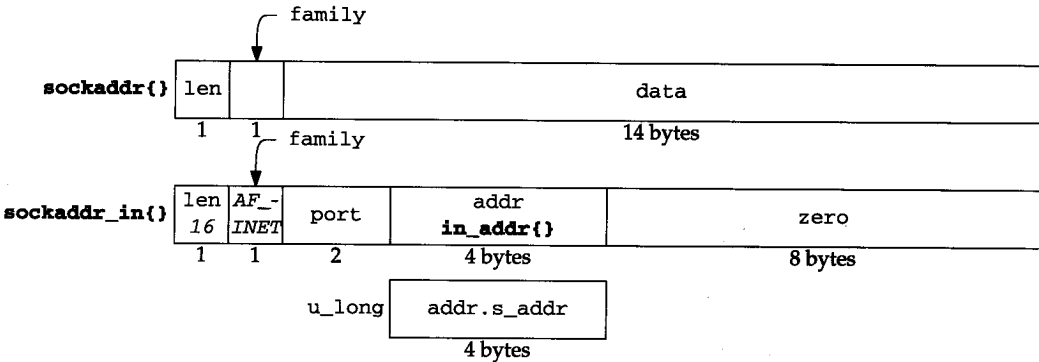 family
sockaddr{} len data
1 1 14 bytes
family
sockaddr_in{} len AF_- port addr zero
16 INET in_addr{}
1 1 2 4 bytes 8 bytes
u_long addr.s_addr
4 bytes